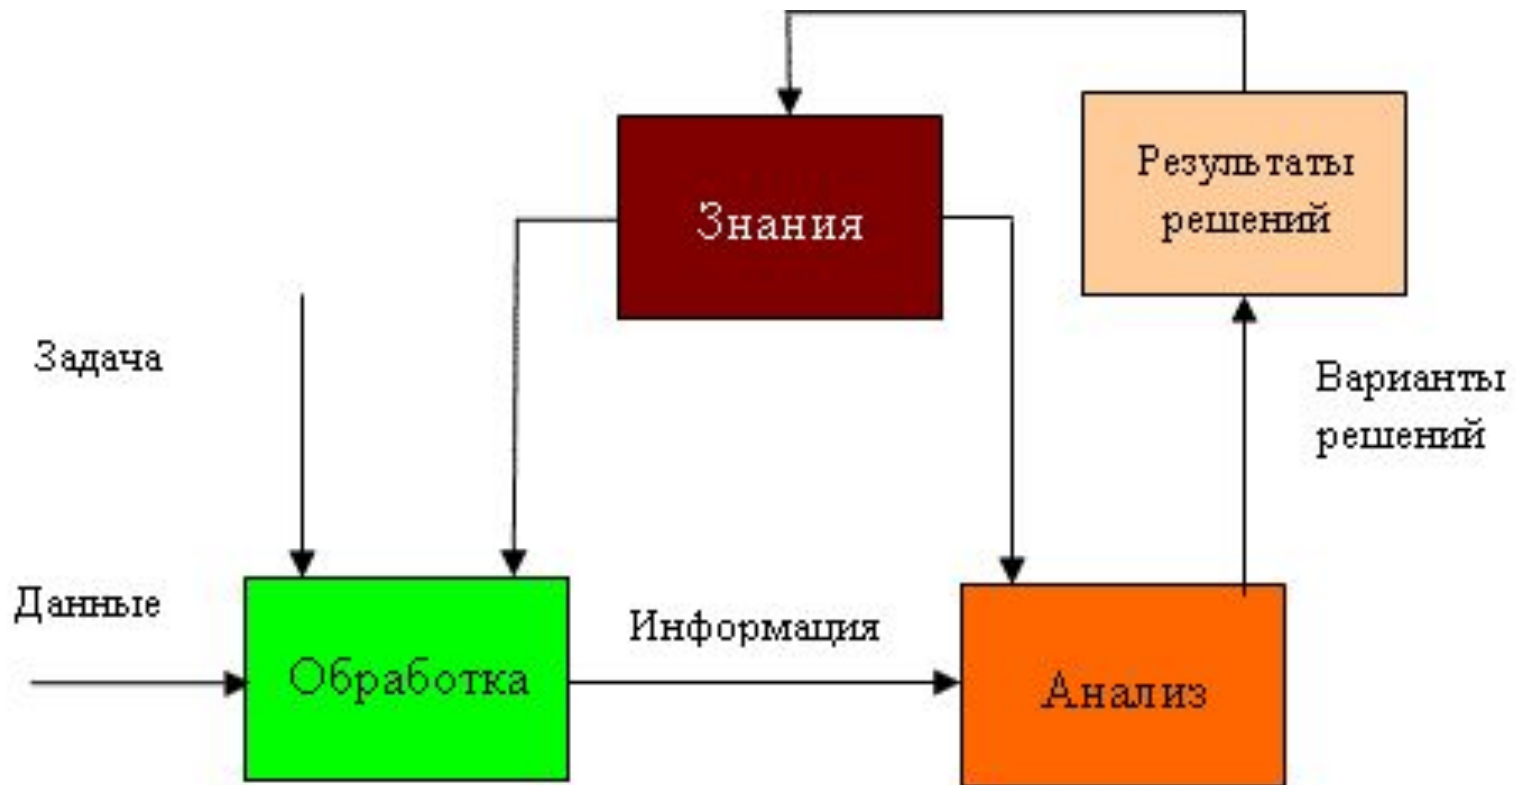 Результаты
решений
Знания
Задача
Варианты
решений
Данные
Информация
Обработка
Анализ